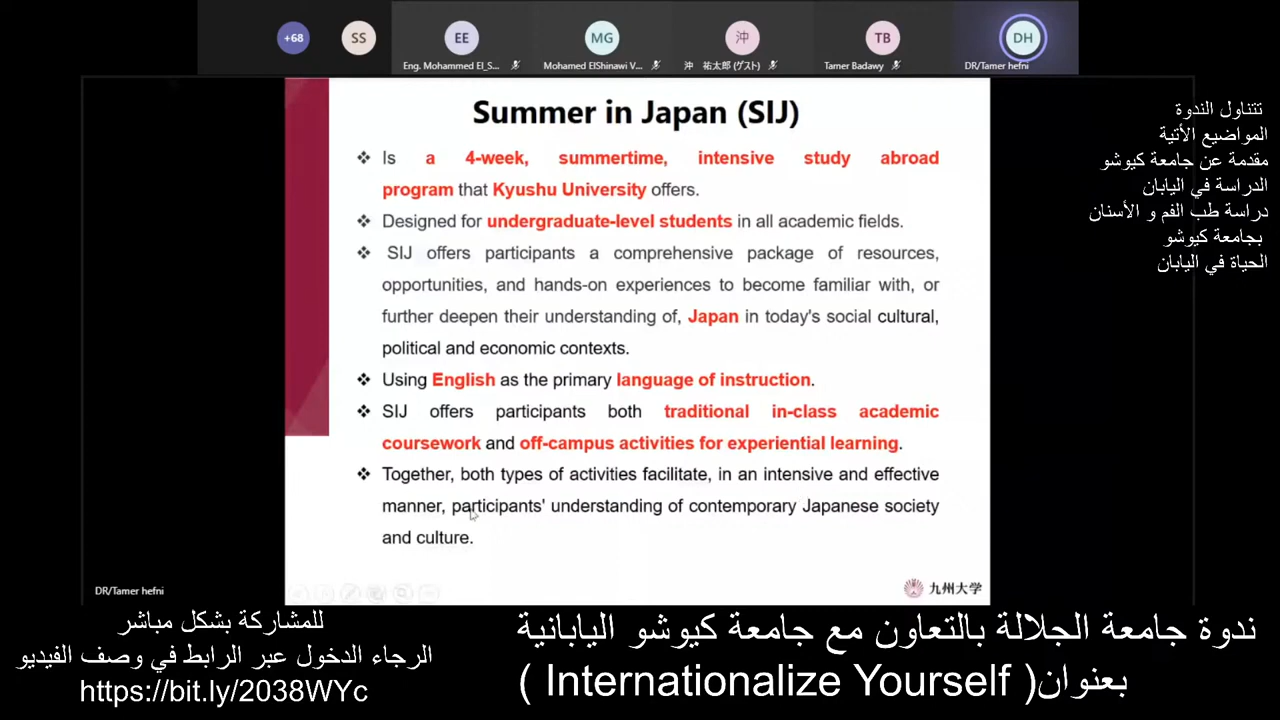 +68
SS
EE
MG
沖
TB
DH
Eng. Mohammed El_S...
Mohamed ElShinawi V...
沖 祐太郎 (ゲスト)
Tamer Badawy
DR/Tamer hefni
Summer in Japan (SIJ)
❖ Is a 4-week, summertime, intensive study abroad
program that Kyushu University offers.
❖ Designed for undergraduate-level students in all academic fields.
❖ SIJ offers participants a comprehensive package of resources,
opportunities, and hands-on experiences to become familiar with, or
further deepen their understanding of, Japan in today's social cultural,
political and economic contexts.
❖ Using English as the primary language of instruction.
❖ SIJ offers participants both traditional in-class academic
coursework and off-campus activities for experiential learning.
❖ Together, both types of activities facilitate, in an intensive and effective
manner, participants' understanding of contemporary Japanese society
and culture.
九州大学
DR/Tamer hefni
تتناول الندوة
المواضيع الأتية
مقدمة عن جامعة كيوشو
الدراسة في اليابان
دراسة طب الفم و الأسنان
بجامعة كيوشو
الحياة في اليابان
ندوة جامعة الجلالة بالتعاون مع جامعة كيوشو اليابانية
بعنوان( Internationalize Yourself )
للمشاركة بشكل مباشر
الرجاء الدخول عبر الرابط في وصف الفيديو
https://bit.ly/2038WYc